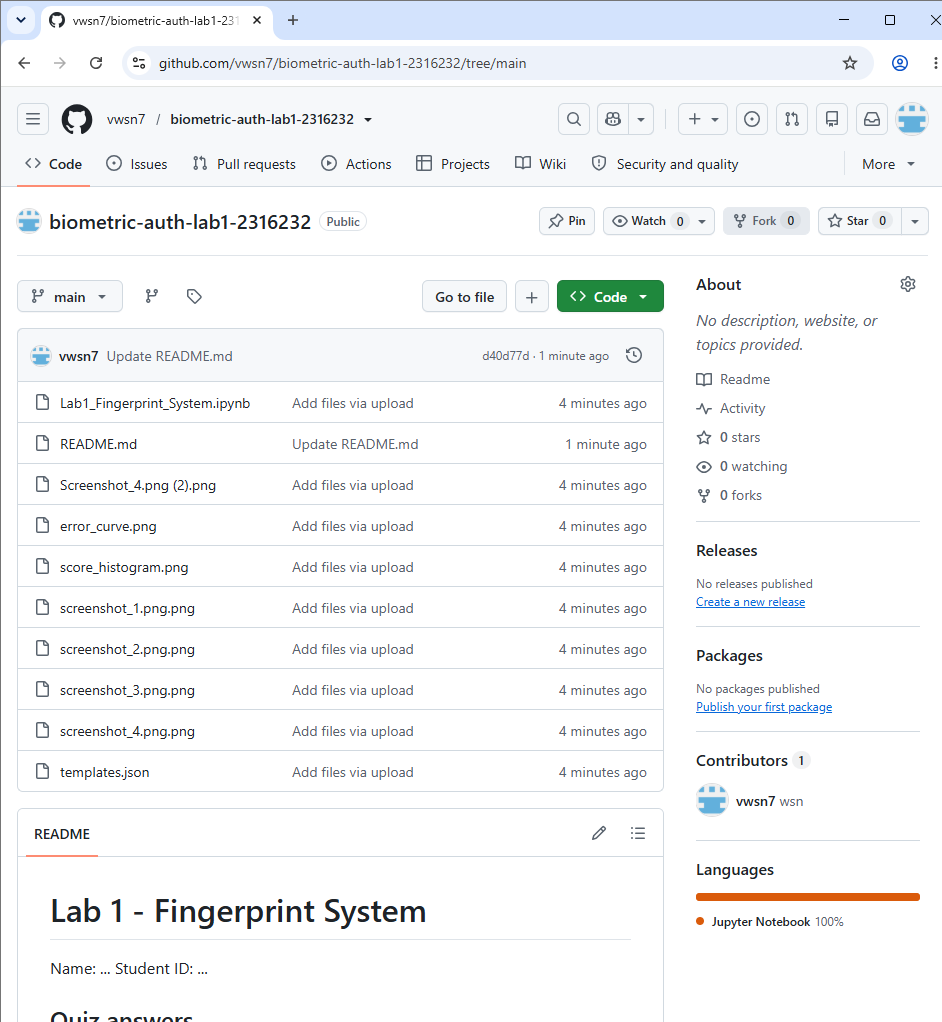 vwsn7/biometric-auth-lab1-231
github.com/vwsn7/biometric-auth-lab1-2316232/tree/main
vwsn7 / biometric-auth-lab1-2316232
Code Issues Pull requests Actions Projects Wiki Security and quality More
biometric-auth-lab1-2316232 Public Pin Watch 0 Fork 0 Star 0
main Go to file Code
vwsn7 Update README.md d40d77d · 1 minute ago
Lab1_Fingerprint_System.ipynb Add files via upload 4 minutes ago
README.md Update README.md 1 minute ago
Screenshot_4.png (2).png Add files via upload 4 minutes ago
error_curve.png Add files via upload 4 minutes ago
score_histogram.png Add files via upload 4 minutes ago
screenshot_1.png.png Add files via upload 4 minutes ago
screenshot_2.png.png Add files via upload 4 minutes ago
screenshot_3.png.png Add files via upload 4 minutes ago
screenshot_4.png.png Add files via upload 4 minutes ago
templates.json Add files via upload 4 minutes ago
README
Lab 1 - Fingerprint System
Name: ... Student ID: ...
Quiz answers
About
No description, website, or
topics provided.
Readme
Activity
0 stars
0 watching
0 forks
Releases
No releases published
Create a new release
Packages
No packages published
Publish your first package
Contributors 1
vwsn7 wsn
Languages
Jupyter Notebook 100%